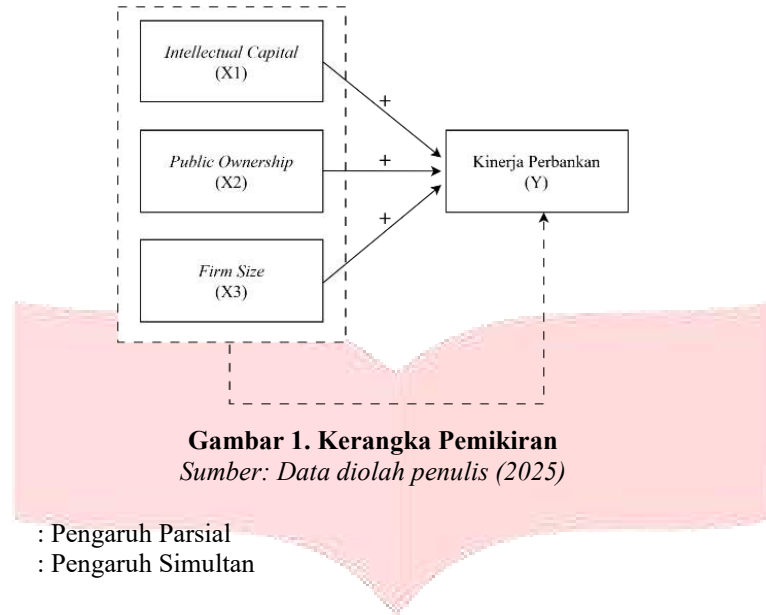 Intellectual Capital
(X1)
+
Public Ownership
(X2)
+
Kinerja Perbankan
(Y)
+
Firm Size
(X3)
Gambar 1. Kerangka Pemikiran
Sumber: Data diolah penulis (2025)
: Pengaruh Parsial
: Pengaruh Simultan